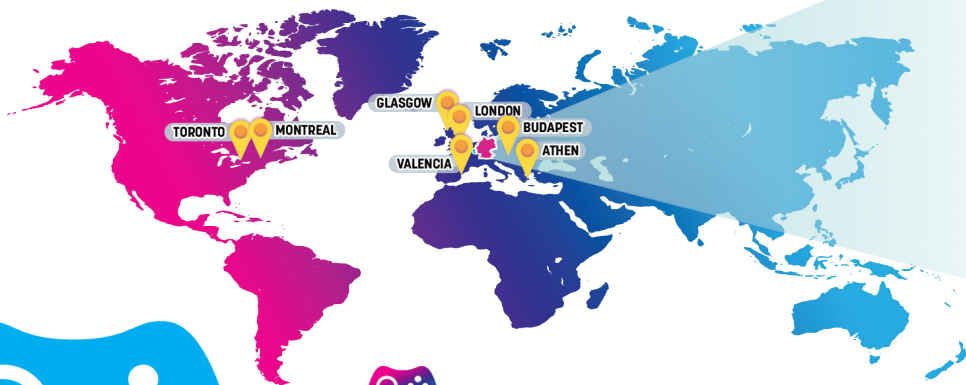 GLASGOW
LONDON
TORONTO
MONTREAL
BUDAPEST
VALENCIA
ATHEN